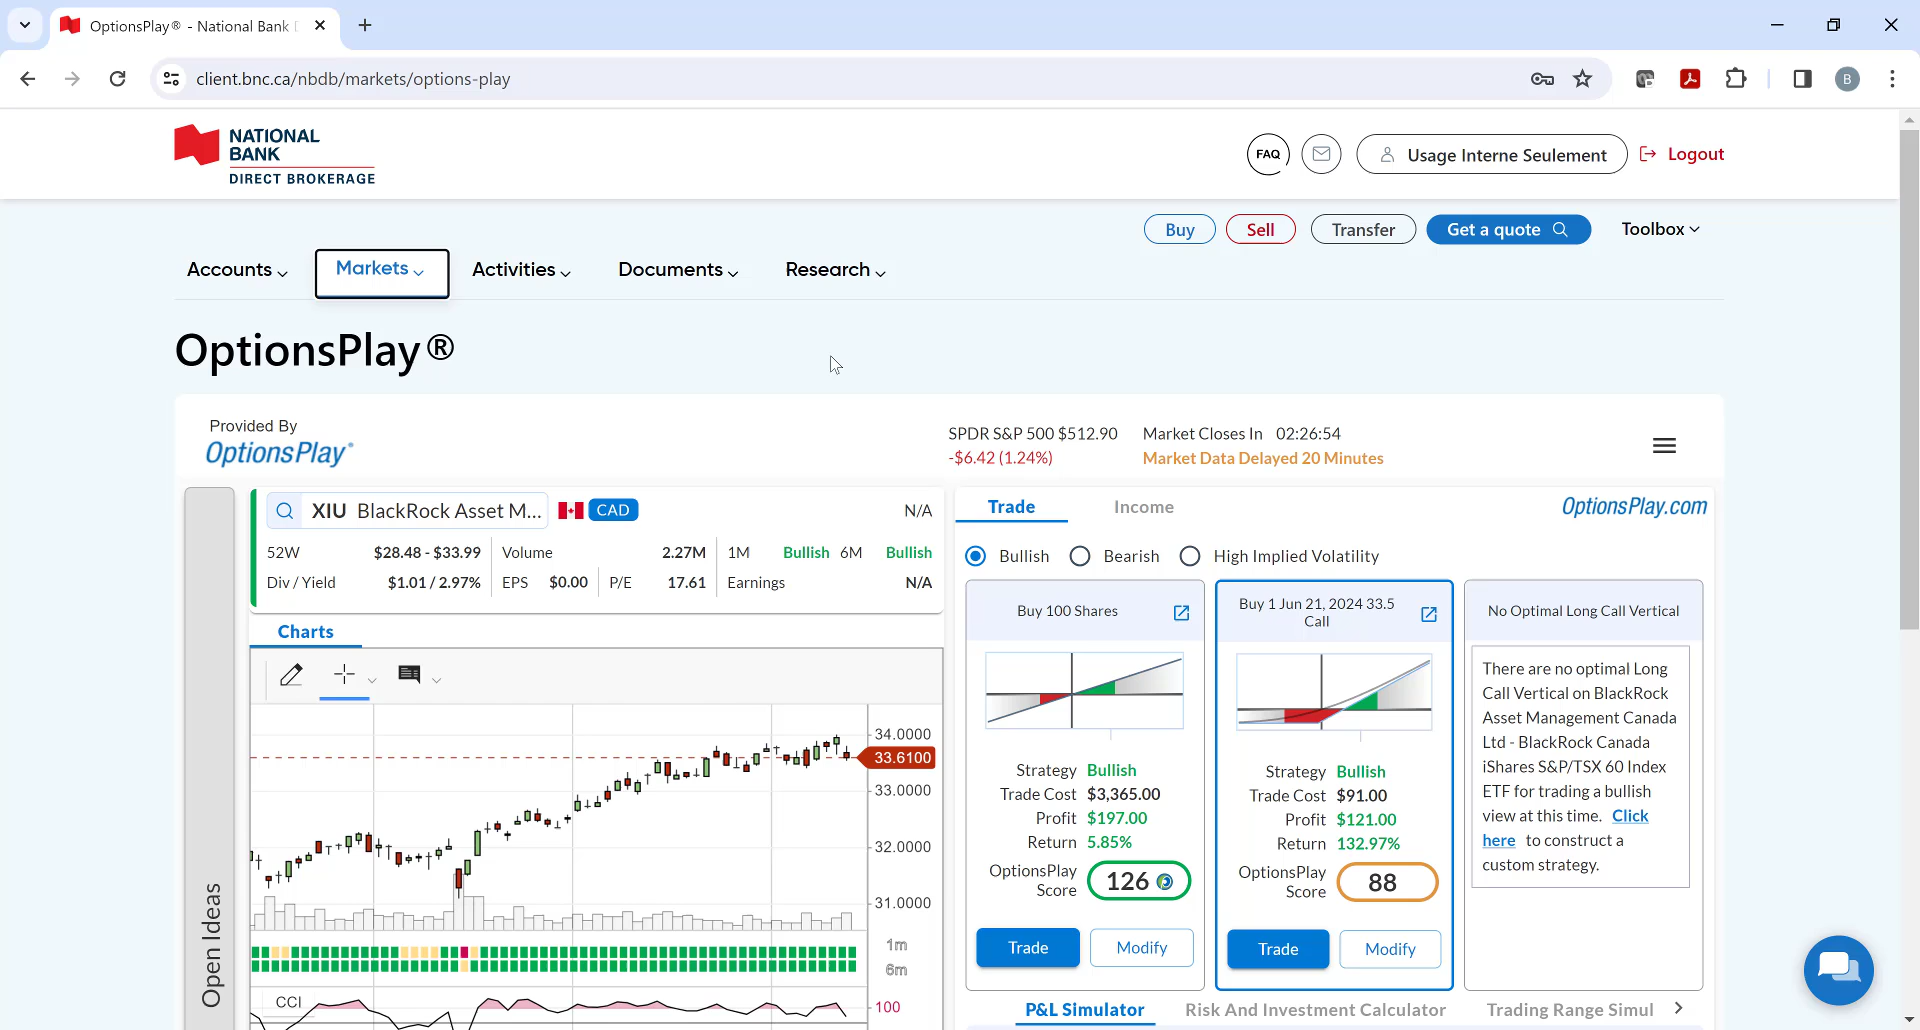 OptionsPlay® - National Bank D
client.bnc.ca/nbdb/markets/options-play
B
NATIONAL
BANK
DIRECT BROKERAGE
FAQ
Usage Interne Seulement
Logout
Buy
Sell
Transfer
Get a quote
Toolbox
Accounts
Markets
Activities
Documents
Research
OptionsPlay®
Provided By
OptionsPlay®
SPDR S&P 500 $512.90
-$6.42 (1.24%)
Market Closes In 02:26:54
Market Data Delayed 20 Minutes
Open Ideas
XIU BlackRock Asset M... CAD N/A
52W $28.48 - $33.99 Volume 2.27M 1M Bullish 6M Bullish
Div / Yield $1.01 / 2.97% EPS $0.00 P/E 17.61 Earnings N/A
Charts
34.0000
33.6100
33.0000
32.0000
31.0000
1m
6m
CCI
100
Trade
Income
OptionsPlay.com
Bullish
Bearish
High Implied Volatility
Buy 100 Shares
Strategy Bullish
Trade Cost $3,365.00
Profit $197.00
Return 5.85%
OptionsPlay
Score
126
Trade
Modify
Buy 1 Jun 21, 2024 33.5
Call
Strategy Bullish
Trade Cost $91.00
Profit $121.00
Return 132.97%
OptionsPlay
Score
88
Trade
Modify
No Optimal Long Call Vertical
There are no optimal Long
Call Vertical on BlackRock
Asset Management Canada
Ltd - BlackRock Canada
iShares S&P/TSX 60 Index
ETF for trading a bullish
view at this time. Click
here to construct a
custom strategy.
P&L Simulator
Risk And Investment Calculator
Trading Range Simul